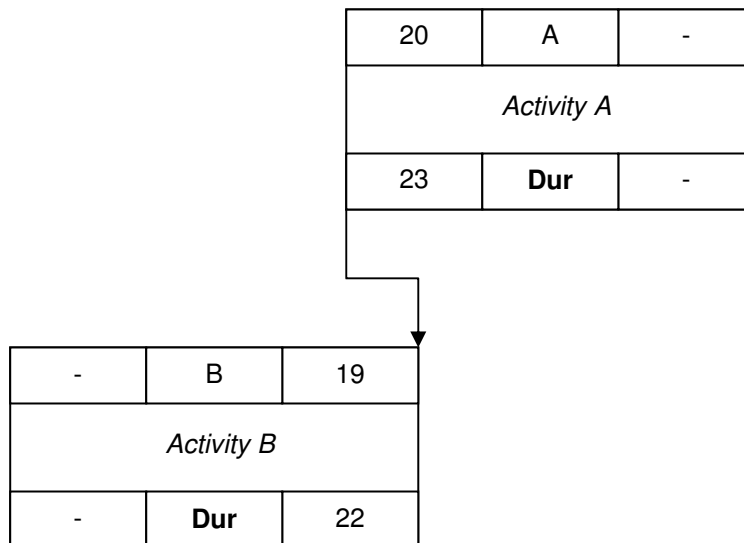 20 A -
Activity A
23 Dur -
- B 19
Activity B
- Dur 22